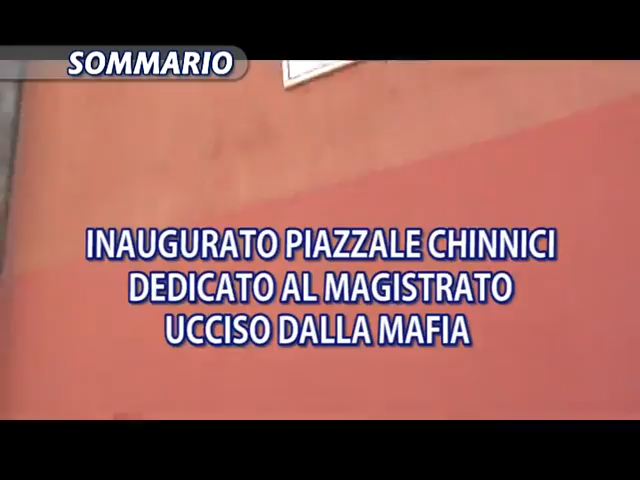 SOMMARIO
INAUGURATO PIAZZALE CHINNICI
DEDICATO AL MAGISTRATO
UCCISO DALLA MAFIA